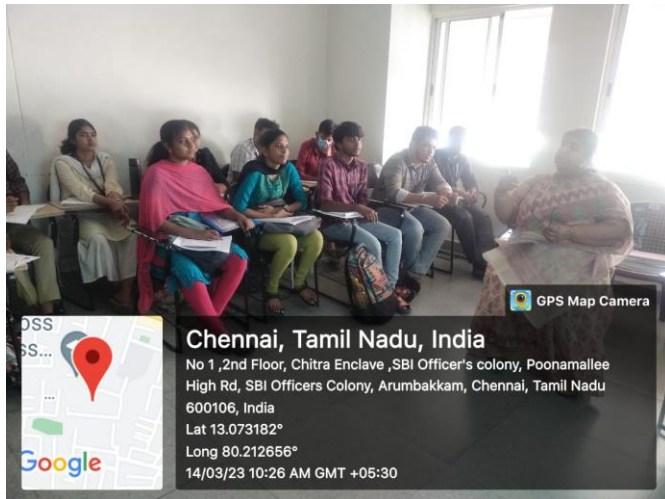 GPS Map Camera
OSS
SS...
...
Google
Chennai, Tamil Nadu, India
No 1 ,2nd Floor, Chitra Enclave ,SBI Officer's colony, Poonamallee
High Rd, SBI Officers Colony, Arumbakkam, Chennai, Tamil Nadu
600106, India
Lat 13.073182°
Long 80.212656°
14/03/23 10:26 AM GMT +05:30